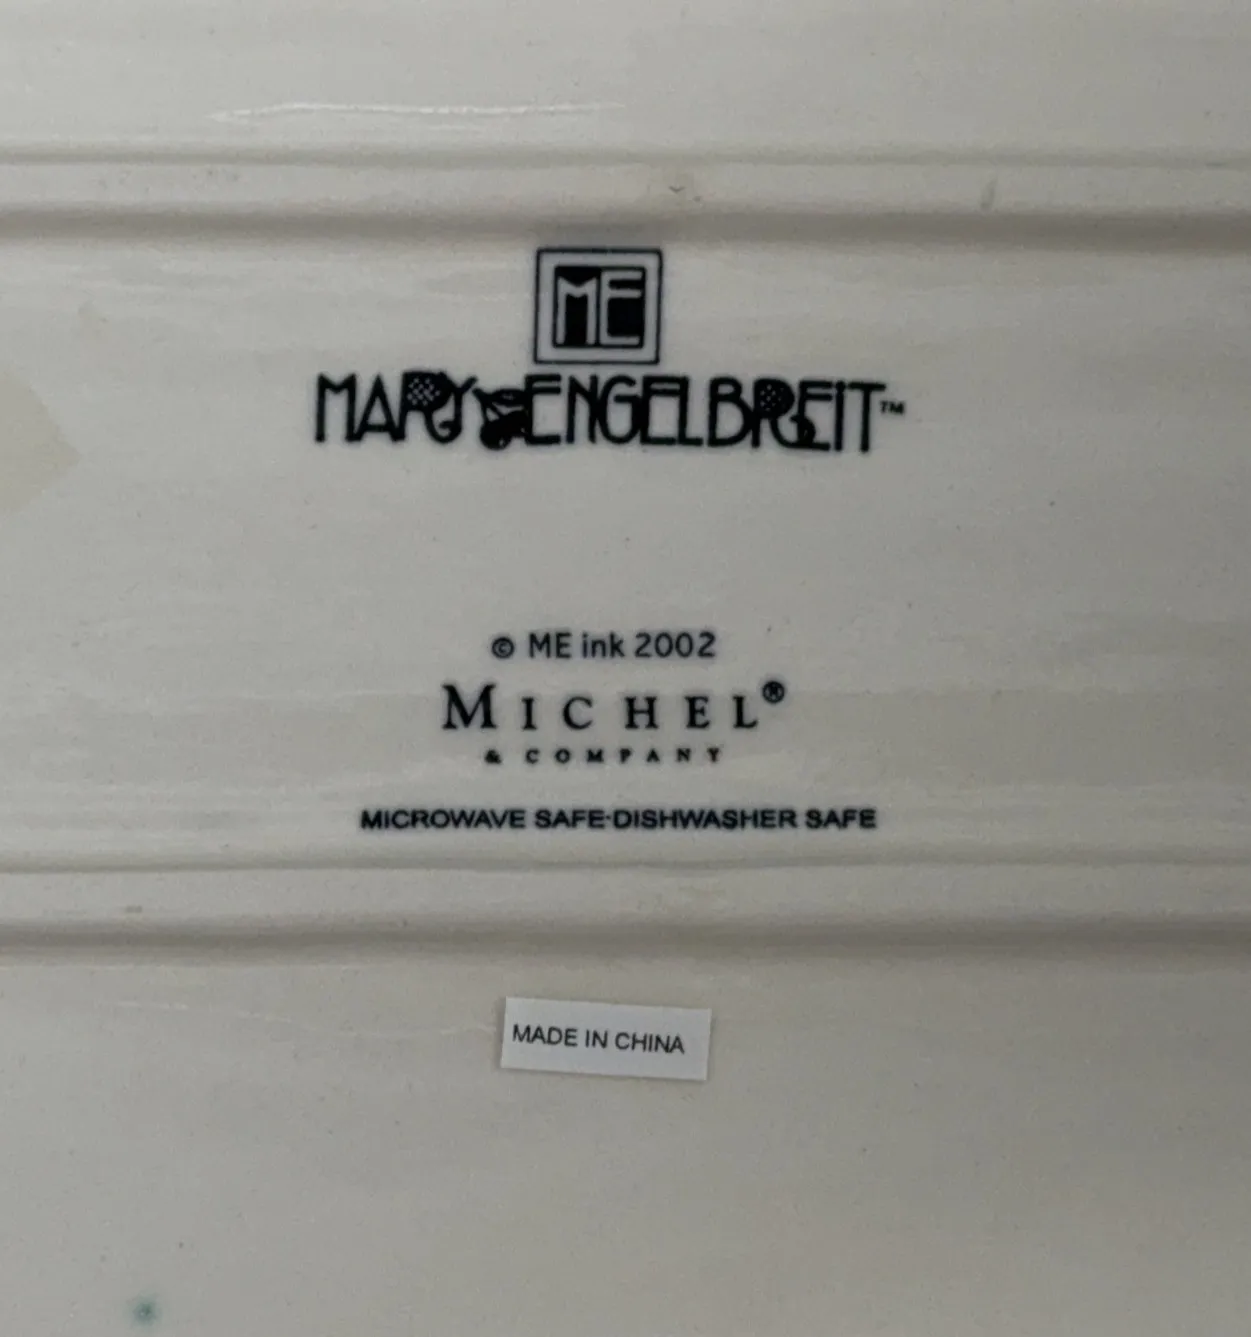 ME
MARY ENGELBREIT™
© ME ink 2002
MICHEL®
& COMPANY
MICROWAVE SAFE·DISHWASHER SAFE
MADE IN CHINA